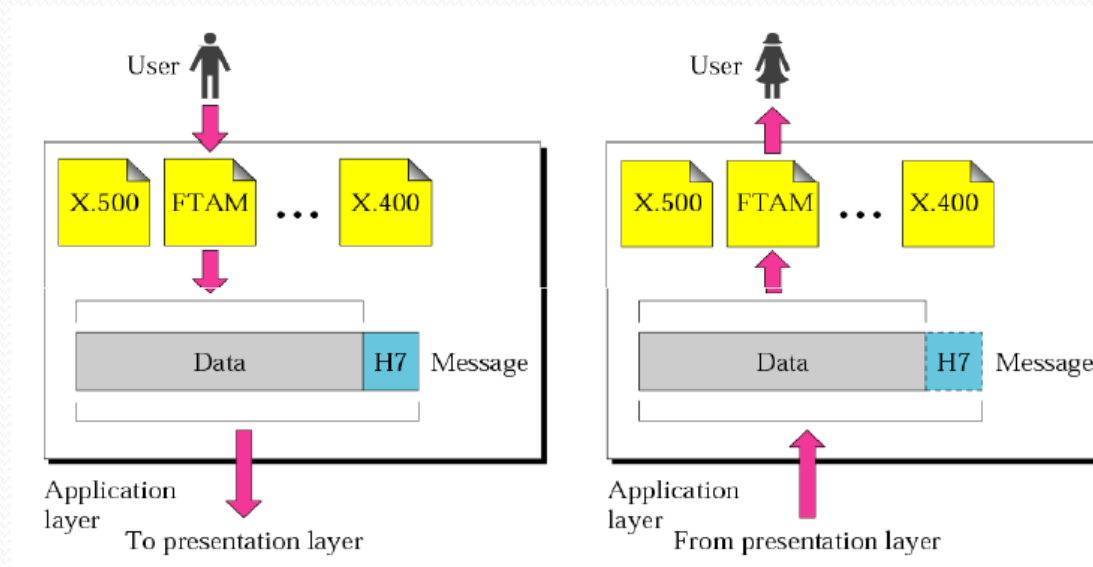 User
X.500 FTAM ... X.400
Data H7 Message
Application
layer
To presentation layer
User
X.500 FTAM ... X.400
Data H7 Message
Application
layer
From presentation layer